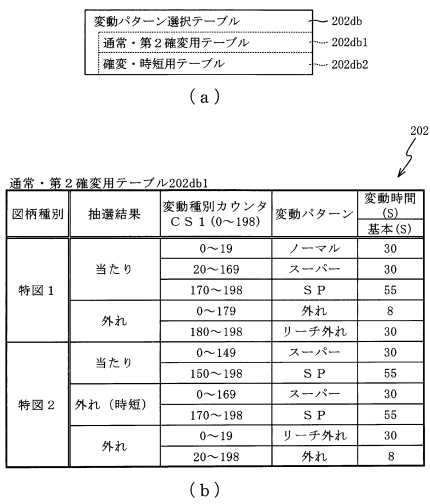 変動パターン選択テーブル 202db
通常・第2確変用テーブル 202db1
確変・時短用テーブル 202db2
(a)
202
通常・第2確変用テーブル202db1
図柄種別 抽選結果 変動種別カウンタ CS1(0〜198) 変動パターン 変動時間(S) 基本(S)
特図1 当たり 0〜19 ノーマル 30
20〜169 スーパー 30
170〜198 SP 55
外れ 0〜179 外れ 8
180〜198 リーチ外れ 30
特図2 当たり 0〜149 スーパー 30
150〜198 SP 55
外れ(時短) 0〜169 スーパー 30
170〜198 SP 55
外れ 0〜19 リーチ外れ 30
20〜198 外れ 8
(b)